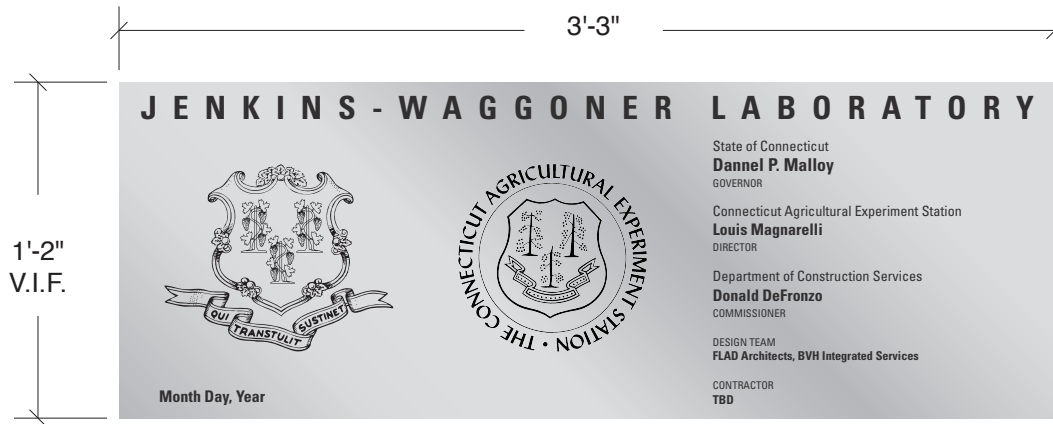 3'-3"
1'-2"
V.I.F.
JENKINS-WAGGONER LABORATORY
QUI TRANSTULIT SUSTINET
THE CONNECTICUT AGRICULTURAL EXPERIMENT STATION •
Month Day, Year
State of Connecticut
Dannel P. Malloy
GOVERNOR
Connecticut Agricultural Experiment Station
Louis Magnarelli
DIRECTOR
Department of Construction Services
Donald DeFronzo
COMMISSIONER
DESIGN TEAM
FLAD Architects, BVH Integrated Services
CONTRACTOR
TBD